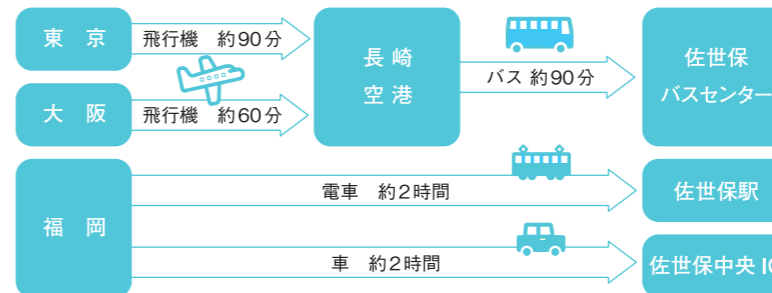 東京
飛行機 約90分
大阪
飛行機 約60分
長崎
空港
バス 約90分
佐世保
バスセンター
福岡
電車 約2時間
佐世保駅
車 約2時間
佐世保中央IC